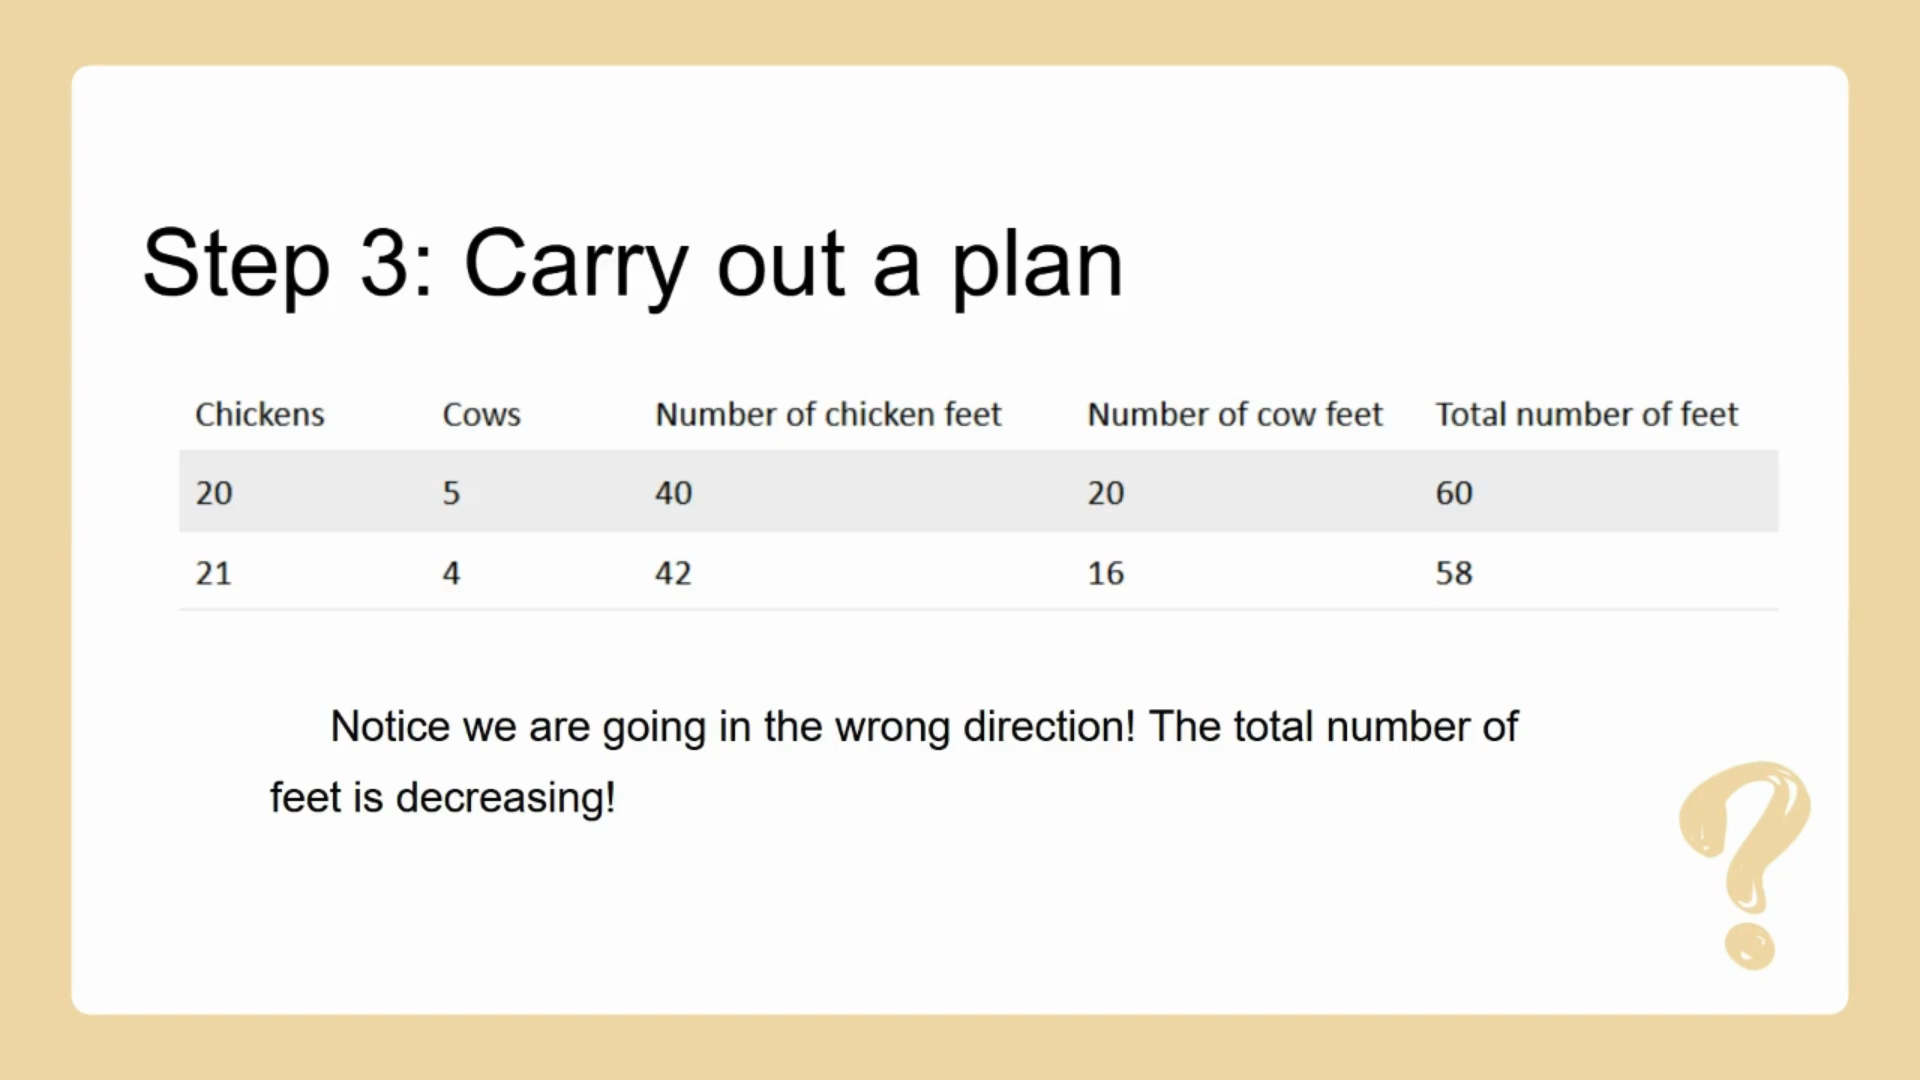 Step 3: Carry out a plan
Chickens Cows Number of chicken feet Number of cow feet Total number of feet
20 5 40 20 60
21 4 42 16 58
Notice we are going in the wrong direction! The total number of
feet is decreasing!
?